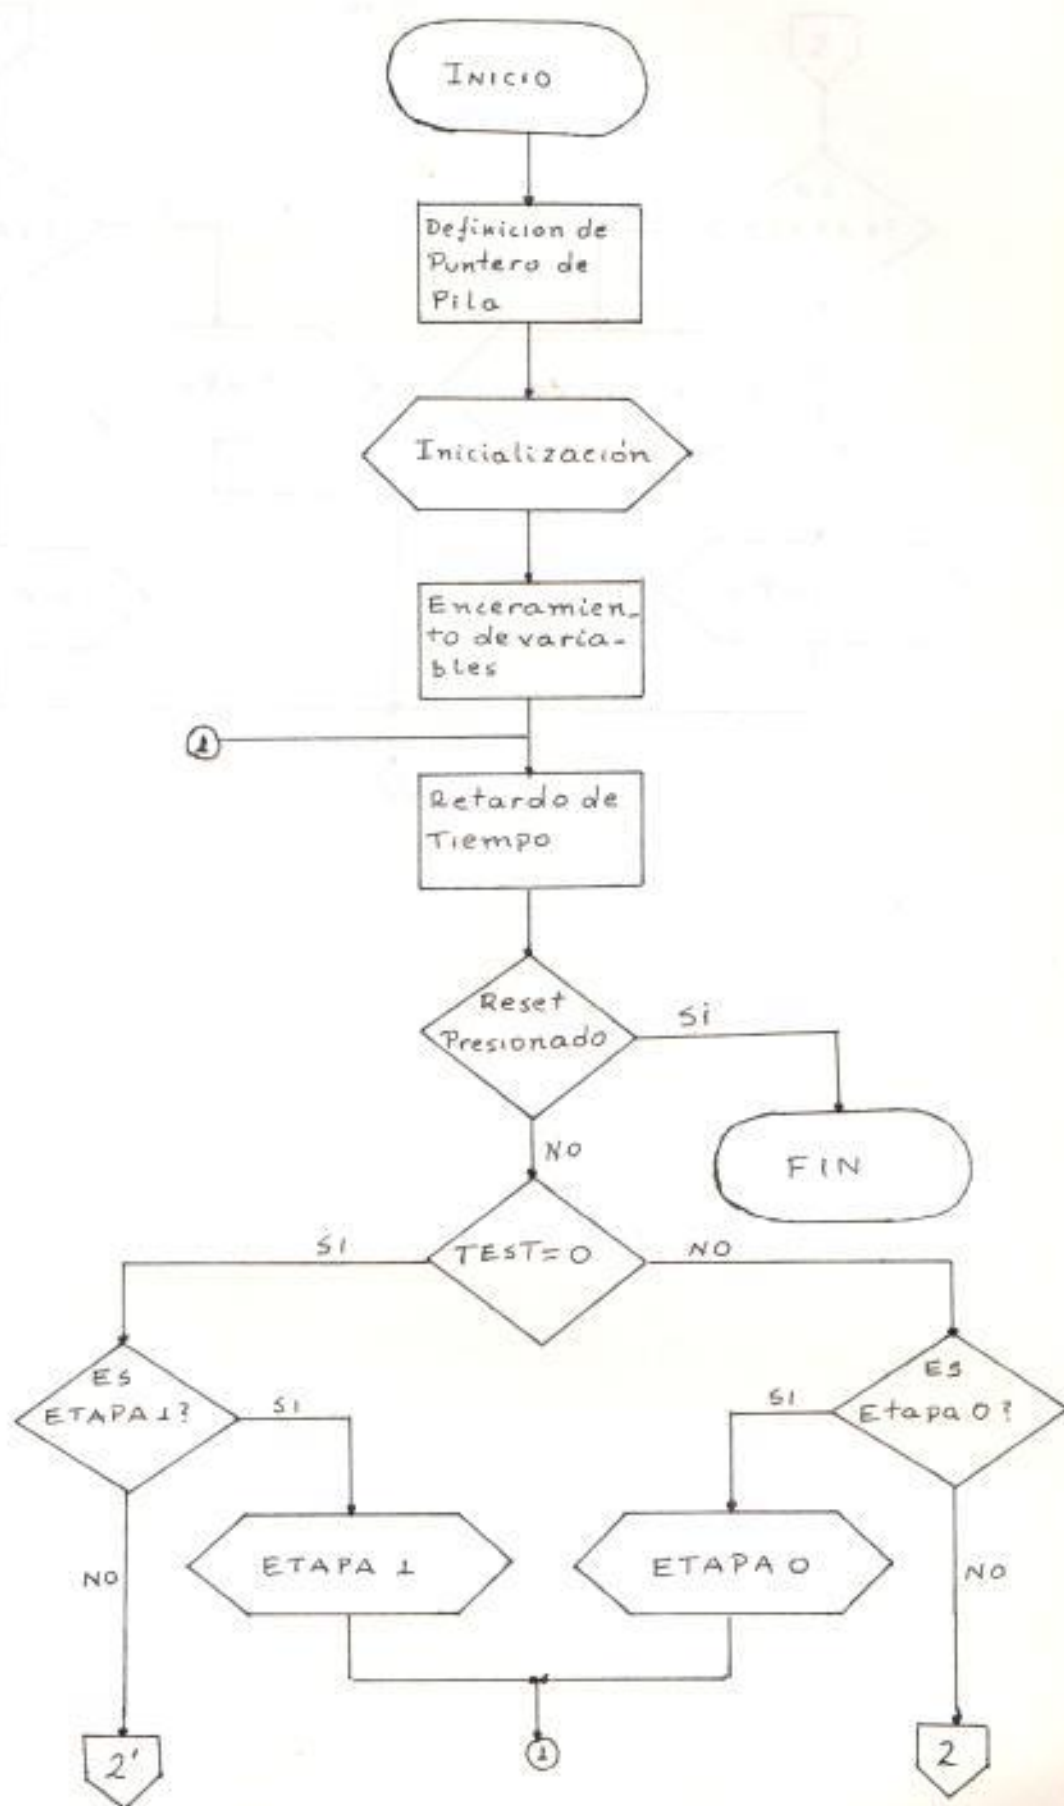 INICIO
Definicion de
Puntero de
Pila
Inicialización
Enceramien-
to de varia-
bles
1
Retardo de
Tiempo
Reset
Presionado
SI
NO
FIN
TEST=0
SI
NO
ES
ETAPA 1?
SI
ES
Etapa 0?
SI
ETAPA 1
ETAPA 0
NO
NO
2'
1
2